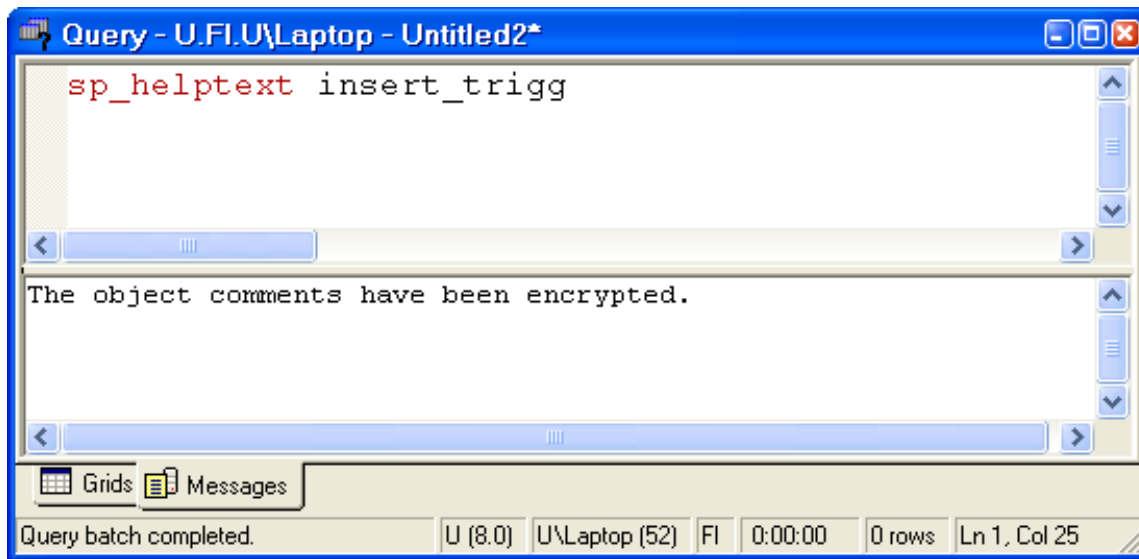 Query - U.FI.U\Laptop - Untitled2*
sp_helptext insert_trigg
The object comments have been encrypted.
Grids Messages
Query batch completed. U (8.0) U\Laptop (52) FI 0:00:00 0 rows Ln 1, Col 25